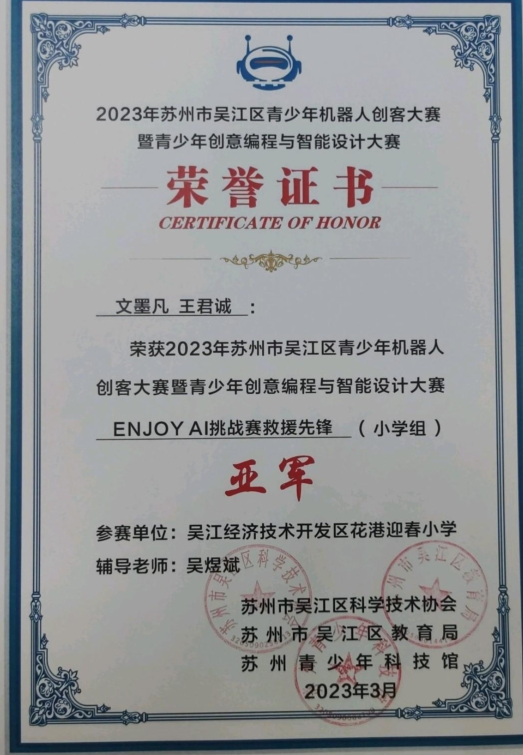 2023年苏州市吴江区青少年机器人创客大赛
暨青少年创意编程与智能设计大赛
荣誉证书
CERTIFICATE OF HONOR
文墨凡 王君诚：
荣获2023年苏州市吴江区青少年机器人
创客大赛暨青少年创意编程与智能设计大赛
ENJOY AI挑战赛救援先锋（小学组）
亚军
参赛单位：吴江经济技术开发区花港迎春小学
辅导老师：吴煜斌
苏州市吴江区科学技术协会
苏州市吴江区教育局
苏州青少年科技馆
2023年3月